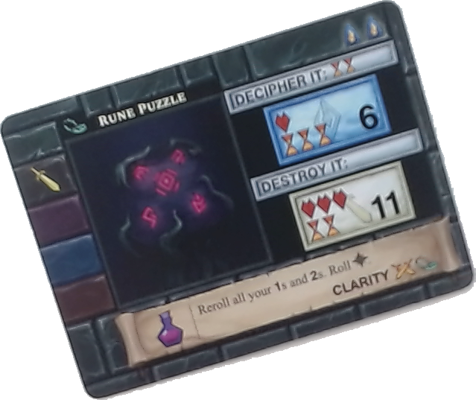 RUNE PUZZLE
DECIPHER IT:
6
DESTROY IT:
11
Reroll all your 1s and 2s. Roll
CLARITY